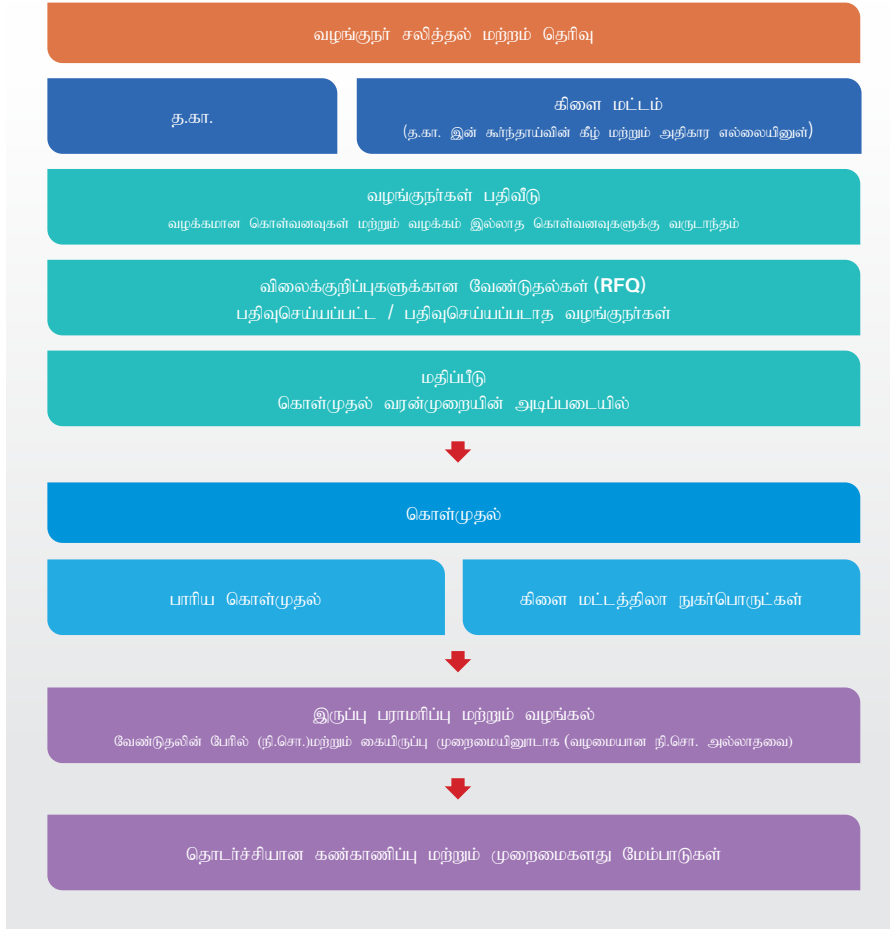 வழங்குநர் சலித்தல் மற்றம் தெரிவு
த.கா.
கிளை மட்டம்
(த.கா. இன் கூர்ந்தாய்வின் கீழ் மற்றும் அதிகார எல்லையினுள்)
வழங்குநர்கள் பதிவீடு
வழக்கமான கொள்வனவுகள் மற்றும் வழக்கம் இல்லாத கொள்வனவுகளுக்கு வருடாந்தம்
விலைக்குறிப்புகளுக்கான வேண்டுதல்கள் (RFQ)
பதிவுசெய்யப்பட்ட / பதிவுசெய்யப்படாத வழங்குநர்கள்
மதிப்பீடு
கொள்முதல் வரன்முறையின் அடிப்படையில்
கொள்முதல்
பாரிய கொள்முதல்
கிளை மட்டத்திலா நுகர்பொருட்கள்
இருப்பு பராமரிப்பு மற்றும் வழங்கல்
வேண்டுதலின் பேரில் (நி.சொ.)மற்றும் கையிருப்பு முறைமையினூடாக (வழமையான நி.சொ. அல்லாதவை)
தொடர்ச்சியான கண்காணிப்பு மற்றும் முறைமைகளது மேம்பாடுகள்